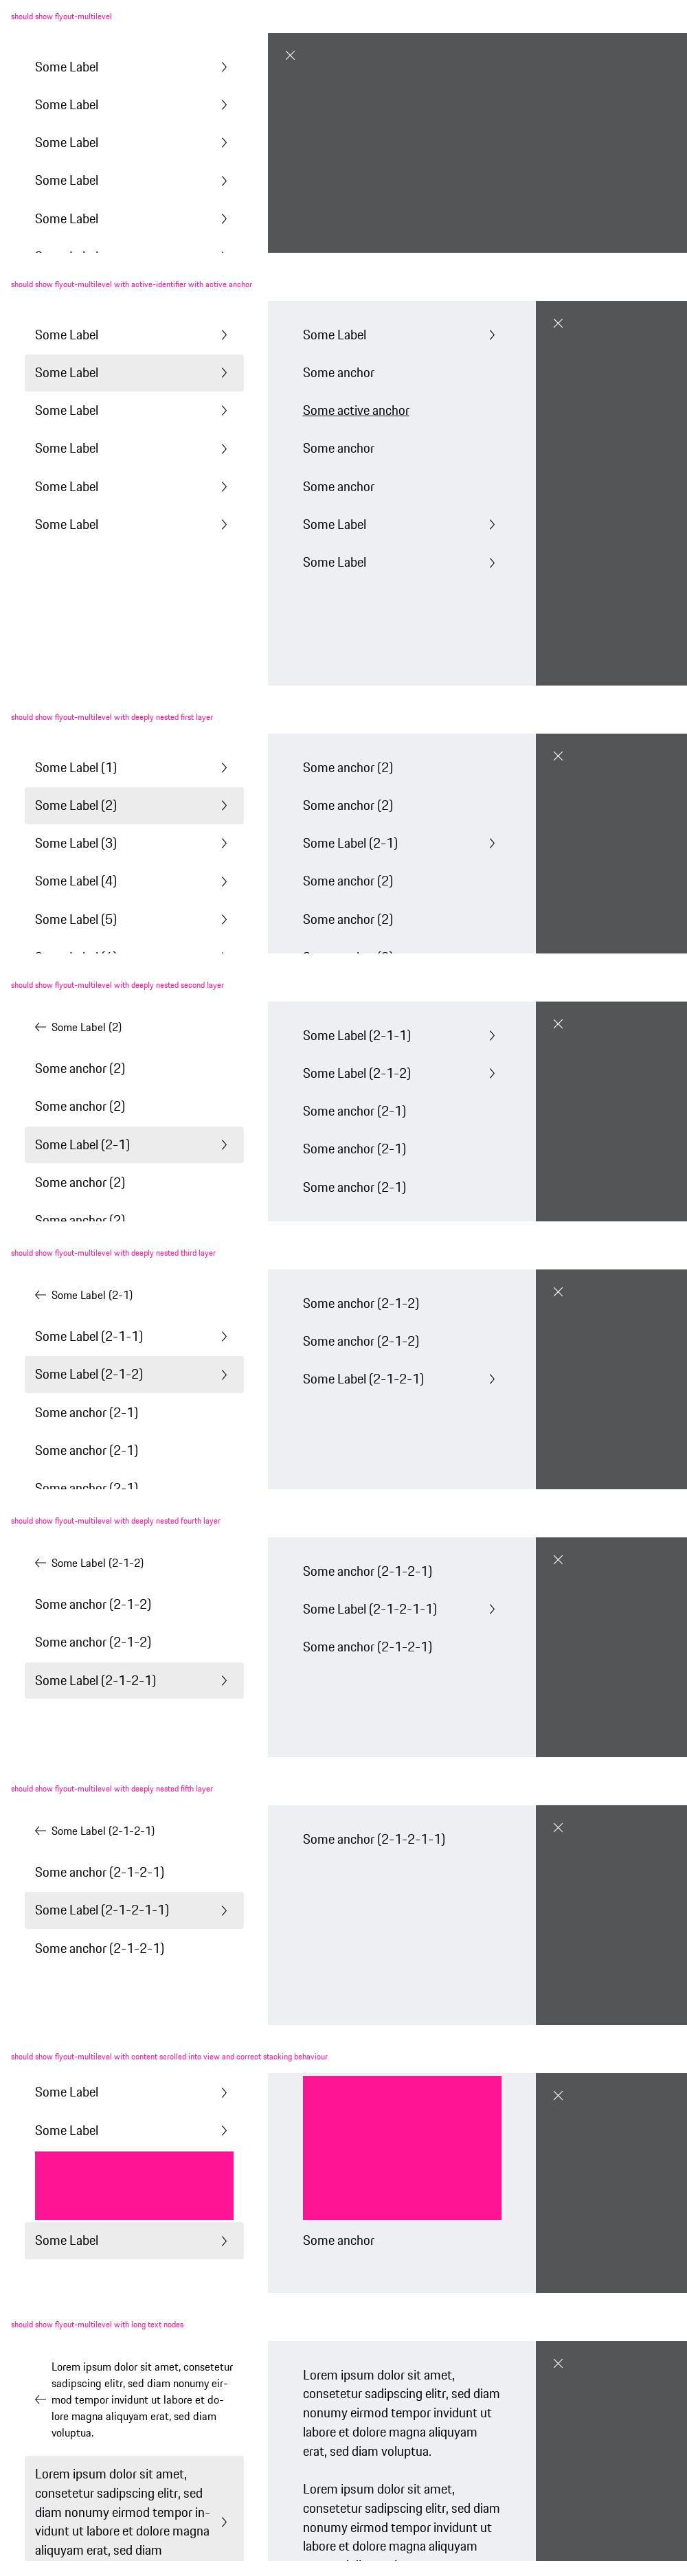 should show flyout-multilevel
Some Label
Some Label
Some Label
Some Label
Some Label
should show flyout-multilevel with active-identifier with active anchor
Some Label
Some Label
Some Label
Some Label
Some Label
Some Label
Some Label
Some anchor
Some active anchor
Some anchor
Some anchor
Some Label
Some Label
should show flyout-multilevel with deeply nested first layer
Some Label (1)
Some Label (2)
Some Label (3)
Some Label (4)
Some Label (5)
Some anchor (2)
Some anchor (2)
Some Label (2-1)
Some anchor (2)
Some anchor (2)
should show flyout-multilevel with deeply nested second layer
Some Label (2)
Some anchor (2)
Some anchor (2)
Some Label (2-1)
Some anchor (2)
Some anchor (2)
Some Label (2-1-1)
Some Label (2-1-2)
Some anchor (2-1)
Some anchor (2-1)
Some anchor (2-1)
should show flyout-multilevel with deeply nested third layer
Some Label (2-1)
Some Label (2-1-1)
Some Label (2-1-2)
Some anchor (2-1)
Some anchor (2-1)
Some anchor (2-1)
Some anchor (2-1-2)
Some anchor (2-1-2)
Some Label (2-1-2-1)
should show flyout-multilevel with deeply nested fourth layer
Some Label (2-1-2)
Some anchor (2-1-2)
Some anchor (2-1-2)
Some Label (2-1-2-1)
Some anchor (2-1-2-1)
Some Label (2-1-2-1-1)
Some anchor (2-1-2-1)
should show flyout-multilevel with deeply nested fifth layer
Some Label (2-1-2-1)
Some anchor (2-1-2-1)
Some Label (2-1-2-1-1)
Some anchor (2-1-2-1)
Some anchor (2-1-2-1-1)
should show flyout-multilevel with content scrolled into view and correct stacking behaviour
Some Label
Some Label
Some Label
Some anchor
should show flyout-multilevel with long text nodes
Lorem ipsum dolor sit amet, consetetur
sadipscing elitr, sed diam nonumy eir-
mod tempor invidunt ut labore et do-
lore magna aliquyam erat, sed diam
voluptua.
Lorem ipsum dolor sit amet,
consetetur sadipscing elitr, sed
diam nonumy eirmod tempor in-
vidunt ut labore et dolore magna
aliquyam erat, sed diam
Lorem ipsum dolor sit amet,
consetetur sadipscing elitr, sed diam
nonumy eirmod tempor invidunt ut
labore et dolore magna aliquyam
erat, sed diam voluptua.
Lorem ipsum dolor sit amet,
consetetur sadipscing elitr, sed diam
nonumy eirmod tempor invidunt ut
labore et dolore magna aliquyam